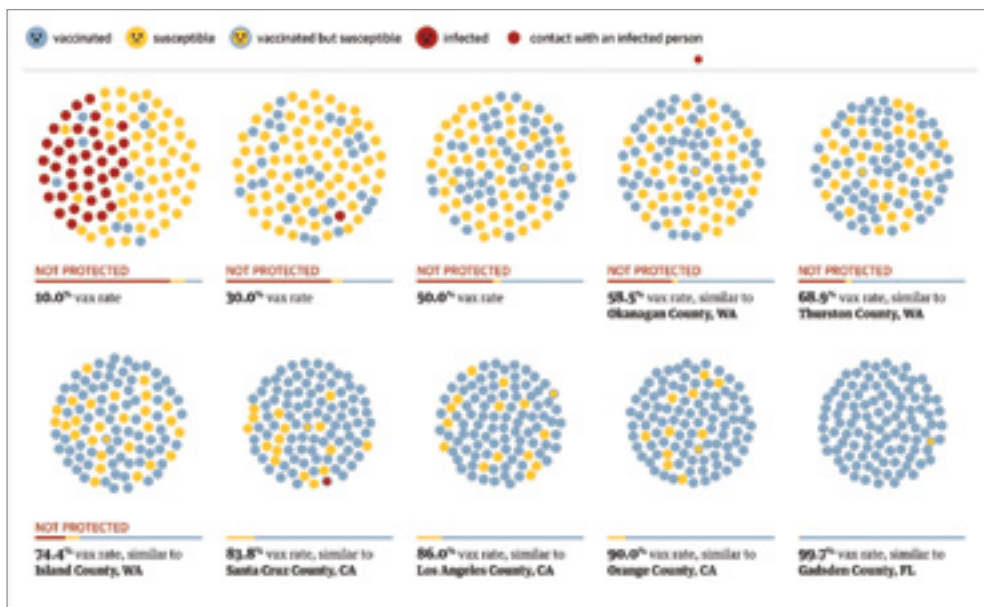 vaccinated susceptible vaccinated but susceptible infected contact with an infected person
NOT PROTECTED NOT PROTECTED NOT PROTECTED NOT PROTECTED NOT PROTECTED
10.0% vax rate 30.0% vax rate 50.0% vax rate 58.5% vax rate, similar to 68.9% vax rate, similar to
Okanagan County, WA Thurston County, WA
NOT PROTECTED
74.4% vax rate, similar to 83.8% vax rate, similar to 86.0% vax rate, similar to 90.0% vax rate, similar to 99.7% vax rate, similar to
Island County, WA Santa Cruz County, CA Los Angeles County, CA Orange County, CA Gadsden County, FL